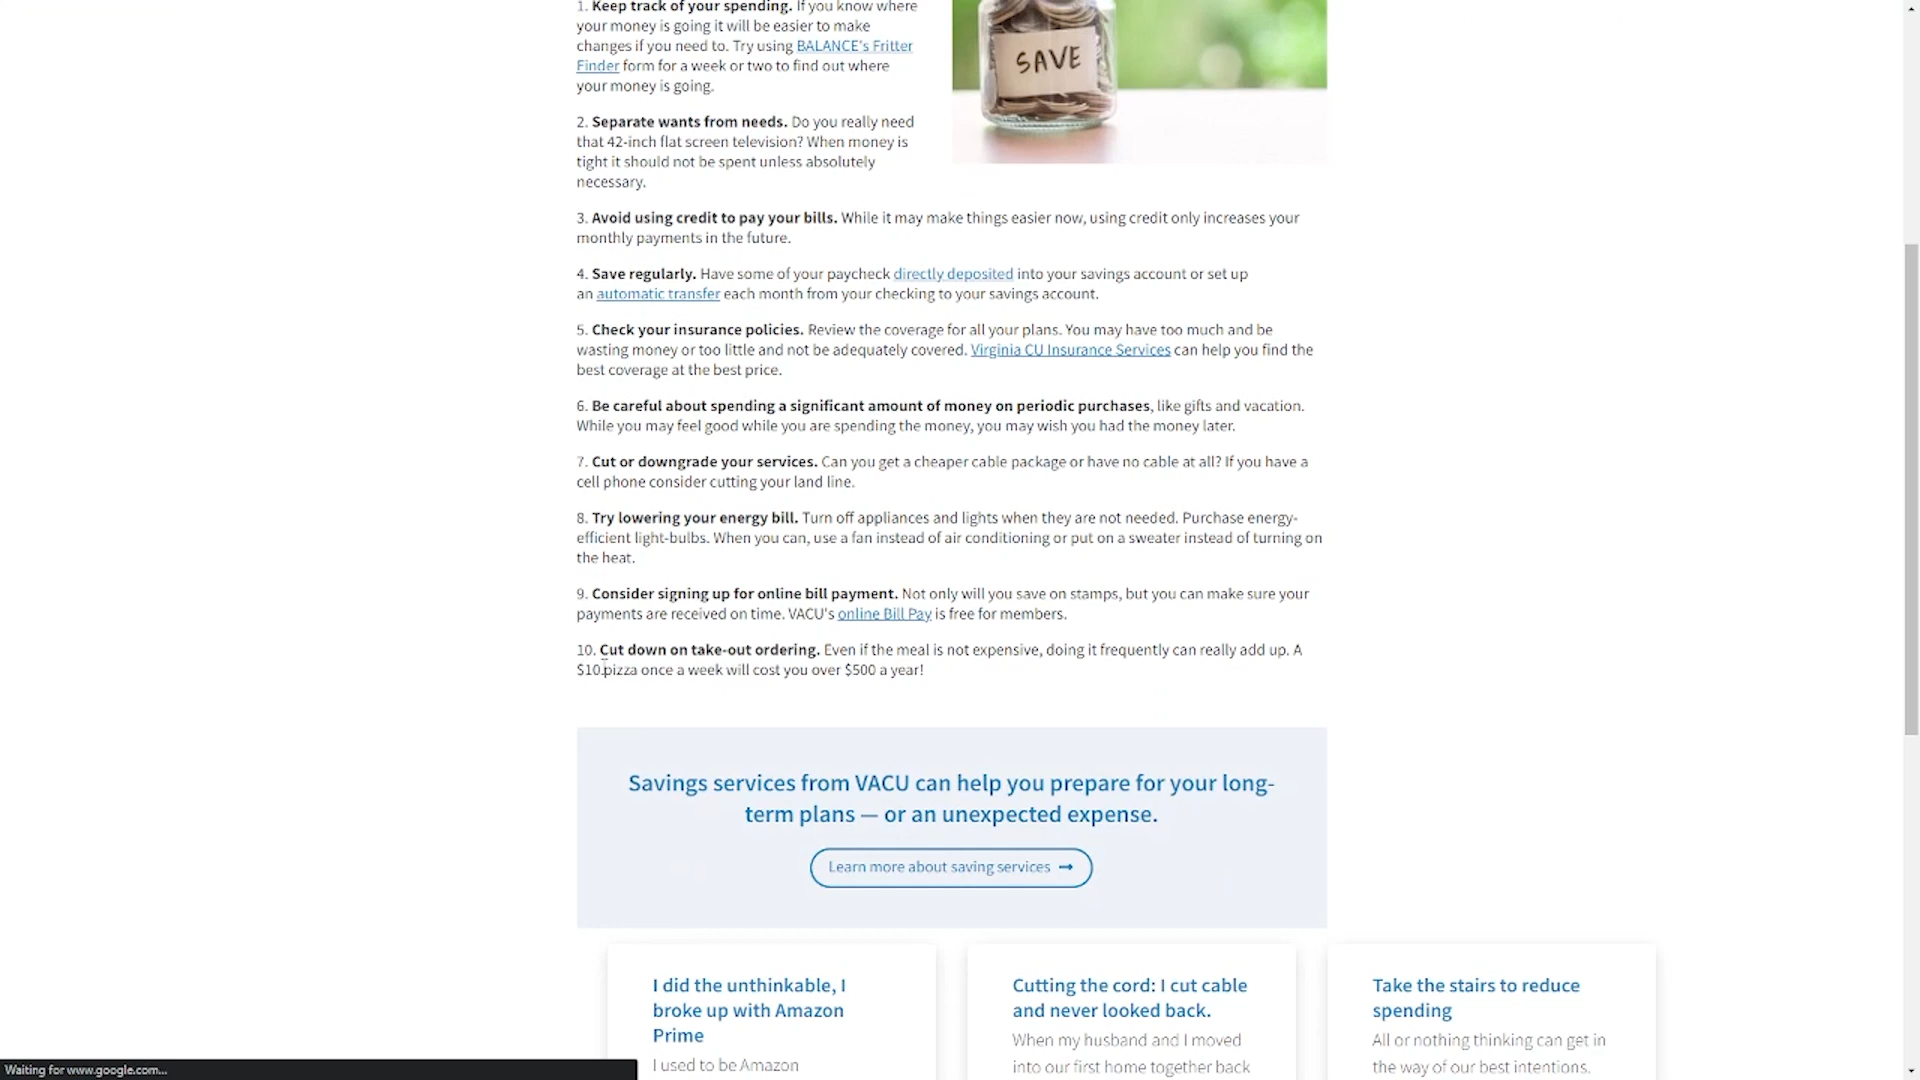 1. Keep track of your spending. If you know where
your money is going it will be easier to make
changes if you need to. Try using BALANCE's Fritter
Finder form for a week or two to find out where
your money is going.
SAVE
2. Separate wants from needs. Do you really need
that 42-inch flat screen television? When money is
tight it should not be spent unless absolutely
necessary.
3. Avoid using credit to pay your bills. While it may make things easier now, using credit only increases your
monthly payments in the future.
4. Save regularly. Have some of your paycheck directly deposited into your savings account or set up
an automatic transfer each month from your checking to your savings account.
5. Check your insurance policies. Review the coverage for all your plans. You may have too much and be
wasting money or too little and not be adequately covered. Virginia CU Insurance Services can help you find the
best coverage at the best price.
6. Be careful about spending a significant amount of money on periodic purchases, like gifts and vacation.
While you may feel good while you are spending the money, you may wish you had the money later.
7. Cut or downgrade your services. Can you get a cheaper cable package or have no cable at all? If you have a
cell phone consider cutting your land line.
8. Try lowering your energy bill. Turn off appliances and lights when they are not needed. Purchase energy-
efficient light-bulbs. When you can, use a fan instead of air conditioning or put on a sweater instead of turning on
the heat.
9. Consider signing up for online bill payment. Not only will you save on stamps, but you can make sure your
payments are received on time. VACU's online Bill Pay is free for members.
10. Cut down on take-out ordering. Even if the meal is not expensive, doing it frequently can really add up. A
$10 pizza once a week will cost you over $500 a year!
Savings services from VACU can help you prepare for your long-
term plans — or an unexpected expense.
Learn more about saving services →
I did the unthinkable, I
broke up with Amazon
Prime
I used to be Amazon
Cutting the cord: I cut cable
and never looked back.
When my husband and I moved
into our first home together back
Take the stairs to reduce
spending
All or nothing thinking can get in
the way of our best intentions.
Waiting for www.google.com...